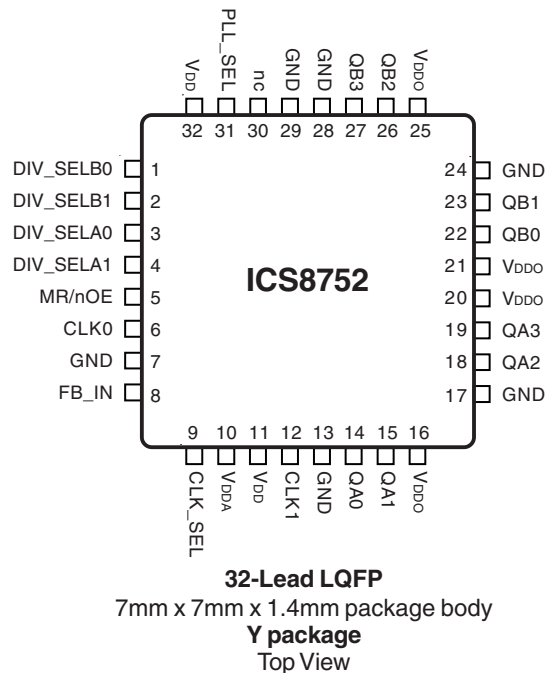 VDD
PLL_SEL
nc
GND
GND
QB3
QB2
VDDO
32 31 30 29 28 27 26 25
DIV_SELB0 1
DIV_SELB1 2
DIV_SELA0 3
DIV_SELA1 4
MR/nOE 5
CLK0 6
GND 7
FB_IN 8
ICS8752
24 GND
23 QB1
22 QB0
21 VDDO
20 VDDO
19 QA3
18 QA2
17 GND
9 10 11 12 13 14 15 16
CLK_SEL
VDDA
VDD
CLK1
GND
QA0
QA1
VDDO
32-Lead LQFP
7mm x 7mm x 1.4mm package body
Y package
Top View